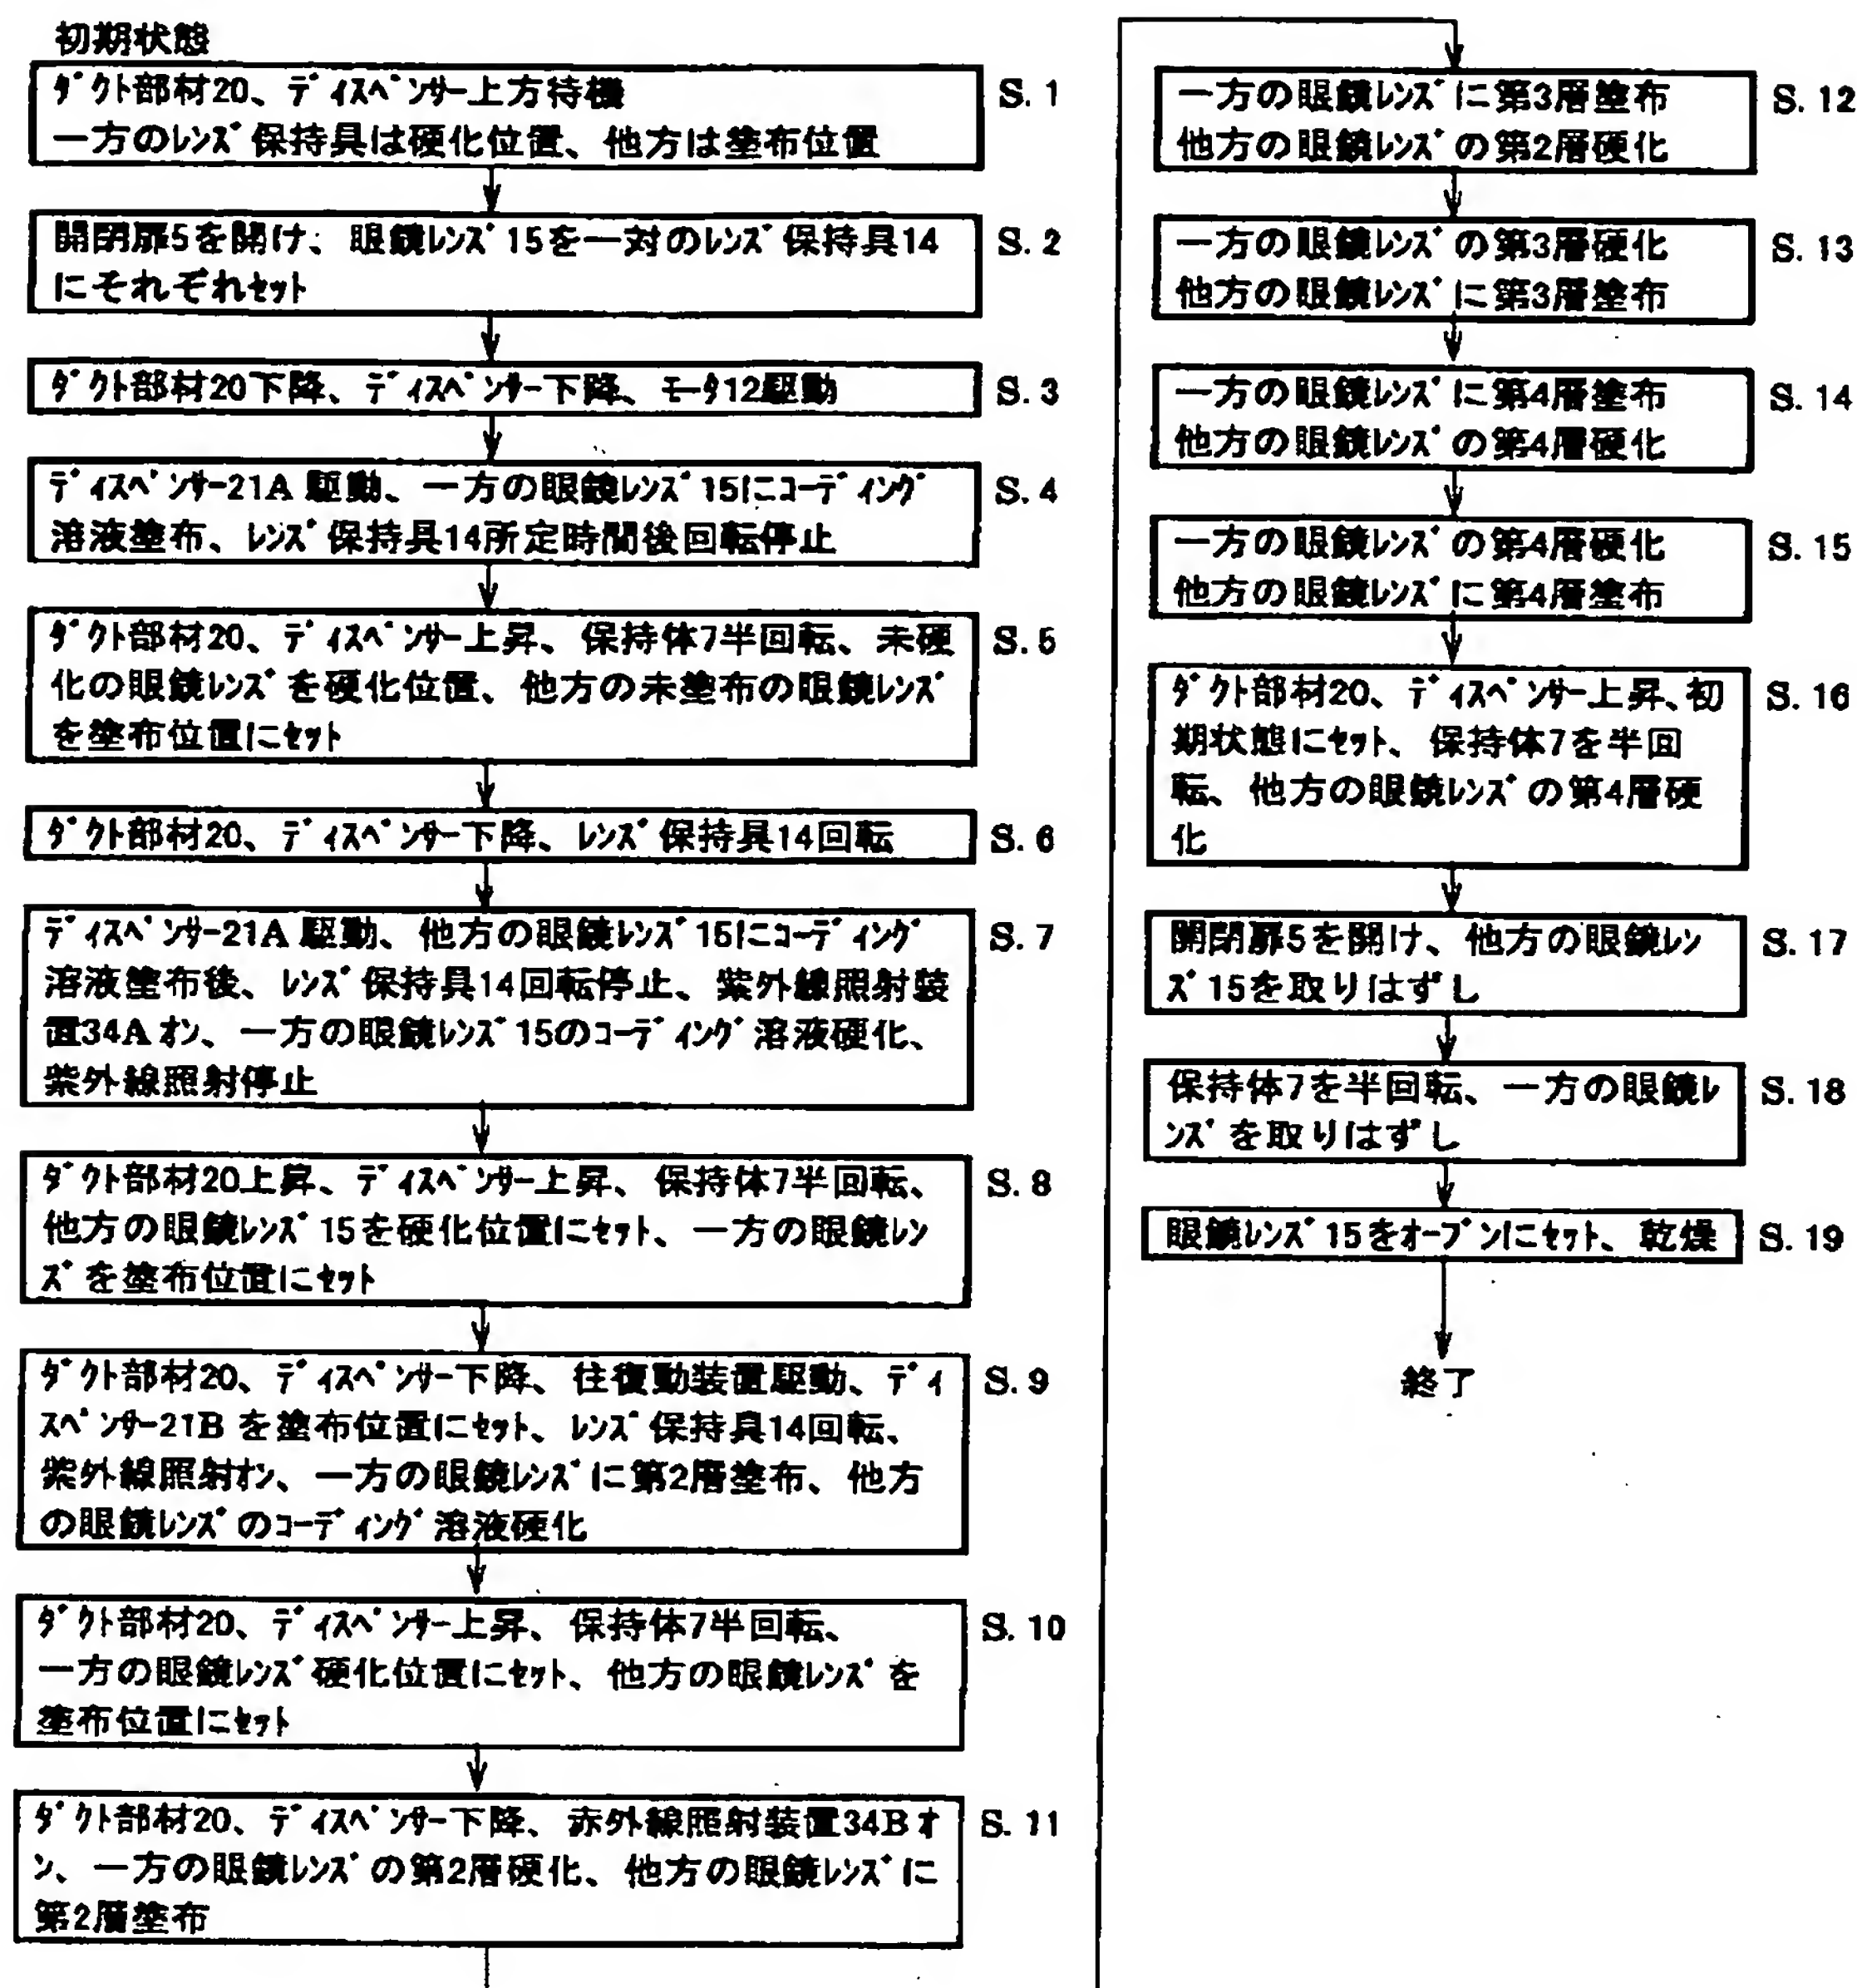 初期状態
ダクト部材20、ディスペンサー上方待機
S. 1
一方のレンズ保持具は硬化位置、他方は塗布位置
開閉扉5を開け、眼鏡レンズ15を一対のレンズ保持具14
S. 2
にそれぞれセット
ダクト部材20下降、ディスペンサー下降、モータ12駆動
S. 3
ディスペンサー21A 駆動、一方の眼鏡レンズ15にコーディング
S. 4
溶液塗布、レンズ保持具14所定時間後回転停止
ダクト部材20、ディスペンサー上昇、保持体7半回転、未硬
S. 5
化の眼鏡レンズを硬化位置、他方の未塗布の眼鏡レンズ
を塗布位置にセット
ダクト部材20、ディスペンサー下降、レンズ保持具14回転
S. 6
ディスペンサー21A 駆動、他方の眼鏡レンズ15にコーディング
S. 7
溶液塗布後、レンズ保持具14回転停止、紫外線照射装
置34A オン、一方の眼鏡レンズ15のコーディング溶液硬化、
紫外線照射停止
ダクト部材20上昇、ディスペンサー上昇、保持体7半回転、
S. 8
他方の眼鏡レンズ15を硬化位置にセット、一方の眼鏡レン
ズを塗布位置にセット
ダクト部材20、ディスペンサー下降、往復動装置駆動、ディ
S. 9
スペンサー21B を塗布位置にセット、レンズ保持具14回転、
紫外線照射オン、一方の眼鏡レンズに第2層塗布、他方
の眼鏡レンズのコーディング溶液硬化
ダクト部材20、ディスペンサー上昇、保持体7半回転、
S. 10
一方の眼鏡レンズ硬化位置にセット、他方の眼鏡レンズを
塗布位置にセット
ダクト部材20、ディスペンサー下降、赤外線照射装置34B オ
S. 11
ン、一方の眼鏡レンズの第2層硬化、他方の眼鏡レンズに
第2層塗布
一方の眼鏡レンズに第3層塗布
S. 12
他方の眼鏡レンズの第2層硬化
一方の眼鏡レンズの第3層硬化
S. 13
他方の眼鏡レンズに第3層塗布
一方の眼鏡レンズに第4層塗布
S. 14
他方の眼鏡レンズの第4層硬化
一方の眼鏡レンズの第4層硬化
S. 15
他方の眼鏡レンズに第4層塗布
ダクト部材20、ディスペンサー上昇、初
S. 16
期状態にセット、保持体7を半回
転、他方の眼鏡レンズの第4層硬
化
開閉扉5を開け、他方の眼鏡レン
S. 17
ズ15を取りはずし
保持体7を半回転、一方の眼鏡レ
S. 18
ンズを取りはずし
眼鏡レンズ15をオーブンにセット、乾燥
S. 19
終了